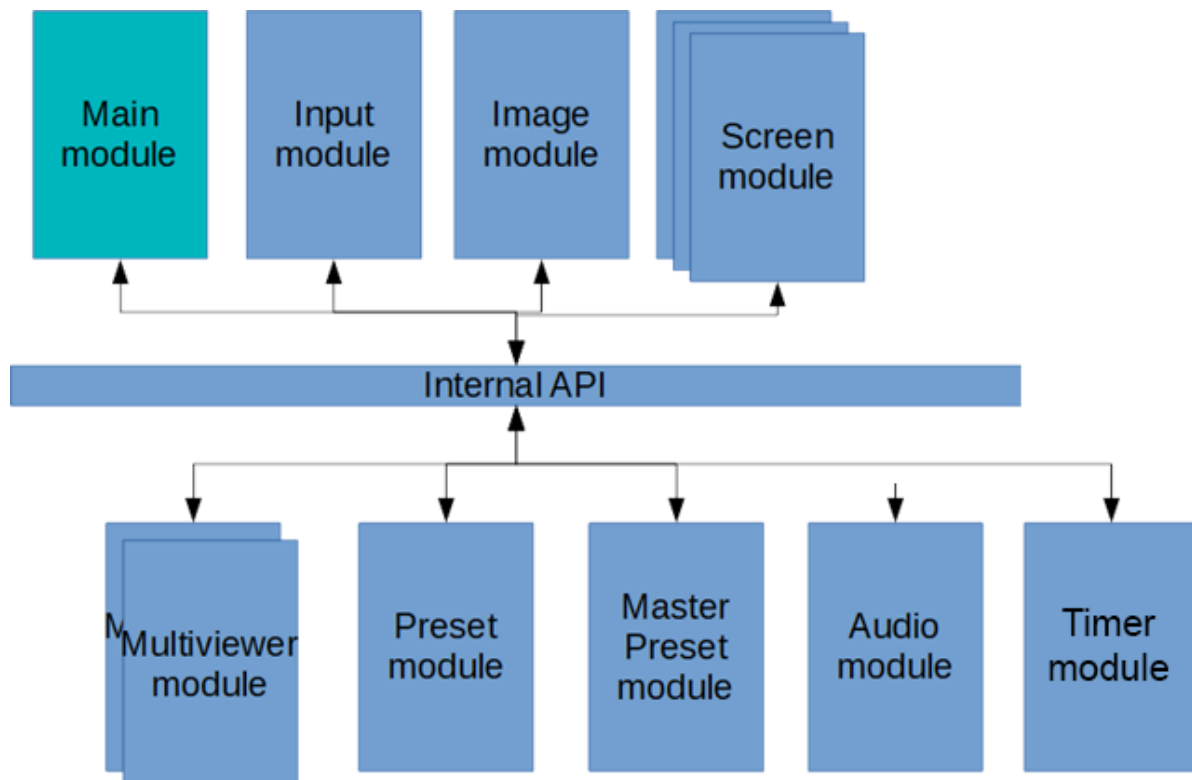 Main
module
Input
module
Image
module
Screen
module
Internal API
M
Multiviewer
module
Preset
module
Master
Preset
module
Audio
module
Timer
module